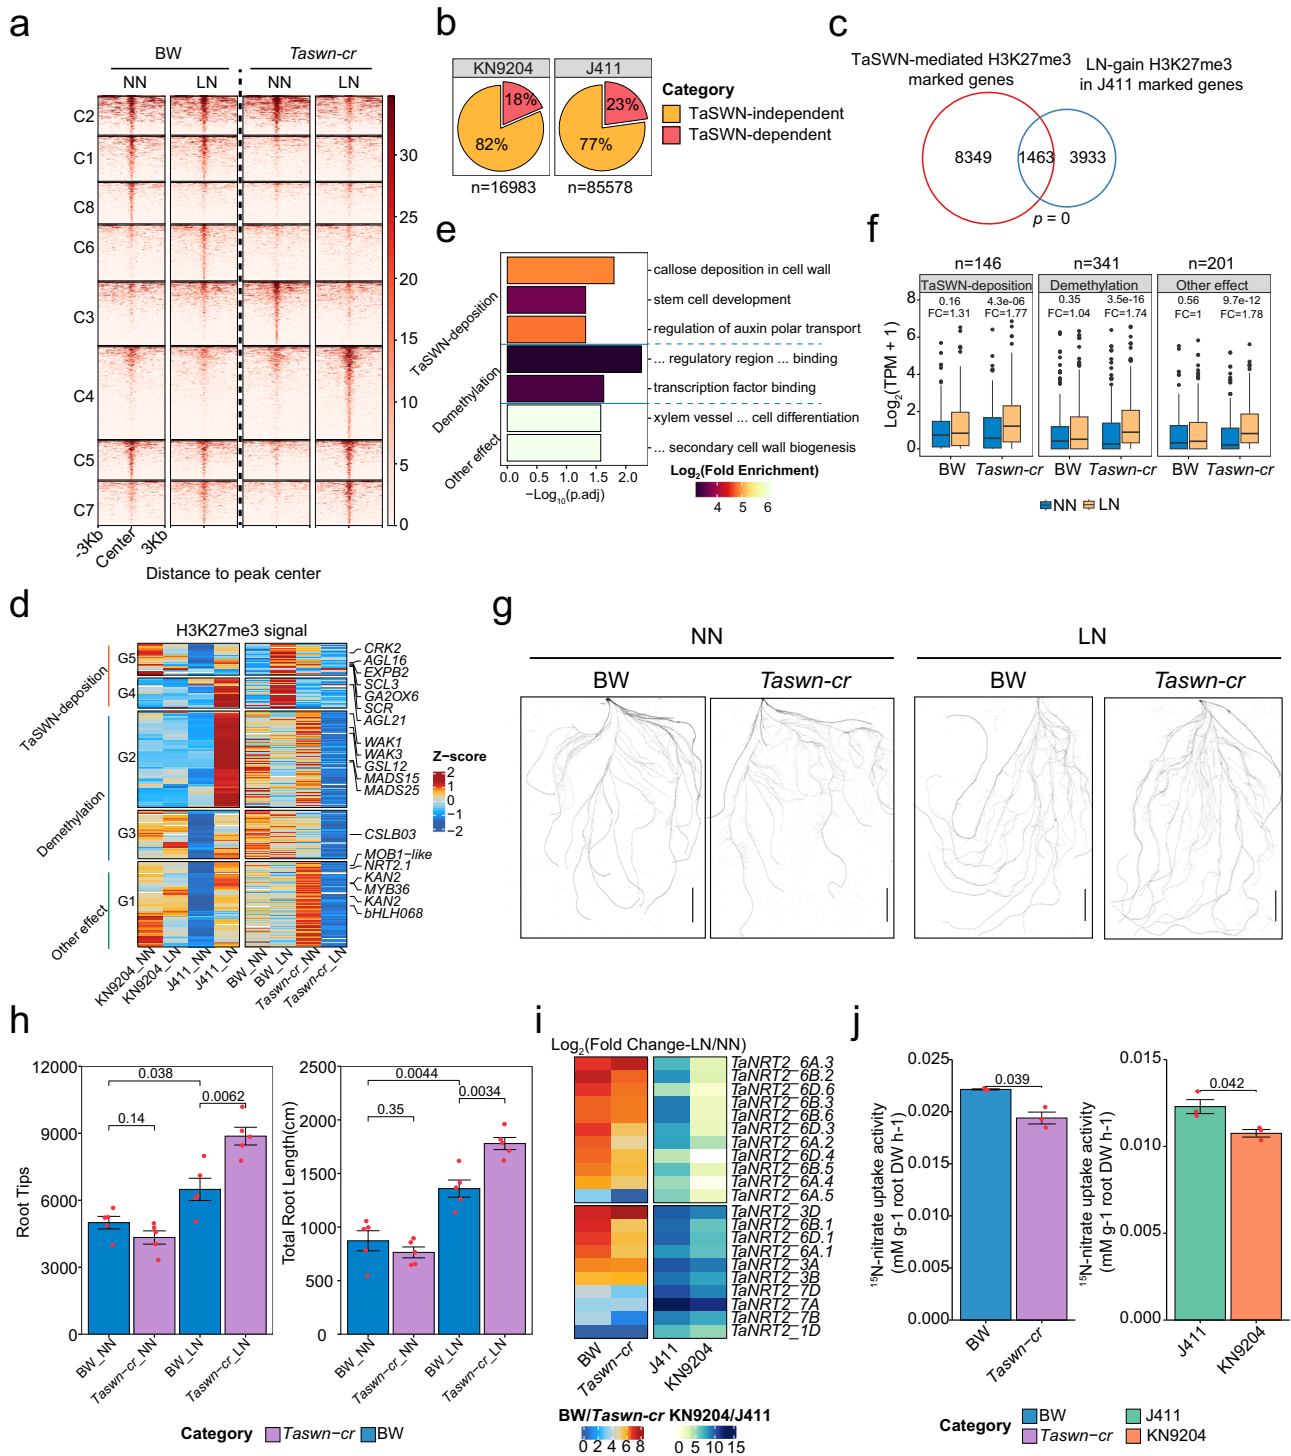 a
BW
Taswn-cr
NN
LN
NN
LN
C2
C1
C8
C6
C3
C4
C5
C7
30
25
20
15
10
5
0
-3Kb
Center
3Kb
Distance to peak center
b
KN9204
J411
18%
82%
23%
77%
n=16983
n=85578
Category
TaSWN-independent
TaSWN-dependent
c
TaSWN-mediated H3K27me3
marked genes
LN-gain H3K27me3
in J411 marked genes
8349
1463
3933
p = 0
e
TaSWN-deposition
Demethylation
Other effect
callose deposition in cell wall
stem cell development
regulation of auxin polar transport
... regulatory region ... binding
transcription factor binding
xylem vessel ... cell differentiation
... secondary cell wall biogenesis
0.0 0.5 1.0 1.5 2.0
−Log10(p.adj)
Log2(Fold Enrichment)
4 5 6
f
n=146
n=341
n=201
TaSWN-deposition
Demethylation
Other effect
0.16
FC=1.31
4.3e-06
FC=1.77
0.35
FC=1.04
3.5e-16
FC=1.74
0.56
FC=1
9.7e-12
FC=1.78
Log2(TPM + 1)
8
6
4
2
0
BW Taswn-cr
BW Taswn-cr
BW Taswn-cr
NN
LN
d
H3K27me3 signal
TaSWN-deposition
Demethylation
Other effect
G5
G4
G2
G3
G1
CRK2
AGL16
EXPB2
SCL3
GA2OX6
SCR
AGL21
WAK1
WAK3
GSL12
MADS15
MADS25
CSLB03
MOB1−like
NRT2.1
KAN2
MYB36
KAN2
bHLH068
Z−score
2
1
0
−1
−2
KN9204_NN
KN9204_LN
J411_NN
J411_LN
BW_NN
BW_LN
Taswn-cr_NN
Taswn-cr_LN
g
NN
LN
BW
Taswn-cr
BW
Taswn-cr
h
Root Tips
12000
9000
6000
3000
0
0.038
0.0062
0.14
BW_NN
Taswn−cr_NN
BW_LN
Taswn−cr_LN
Total Root Length(cm)
2500
2000
1500
1000
500
0
0.0044
0.0034
0.35
BW_NN
Taswn−cr_NN
BW_LN
Taswn−cr_LN
Category
Taswn−cr
BW
i
Log2(Fold Change-LN/NN)
TaNRT2_6A.3
TaNRT2_6B.2
TaNRT2_6D.6
TaNRT2_6B.3
TaNRT2_6B.6
TaNRT2_6D.3
TaNRT2_6A.2
TaNRT2_6D.4
TaNRT2_6B.5
TaNRT2_6A.4
TaNRT2_6A.5
TaNRT2_3D
TaNRT2_6B.1
TaNRT2_6D.1
TaNRT2_6A.1
TaNRT2_3A
TaNRT2_3B
TaNRT2_7D
TaNRT2_7A
TaNRT2_7B
TaNRT2_1D
BW
Taswn−cr
J411
KN9204
BW/Taswn−cr KN9204/J411
0 2 4 6 8
0 5 10 15
j
15N-nitrate uptake activity
(mM g-1 root DW h-1)
0.025
0.020
0.015
0.010
0.005
0.000
0.039
BW
Taswn−cr
15N-nitrate uptake activity
(mM g-1 root DW h-1)
0.015
0.010
0.005
0.000
0.042
J411
KN9204
Category
BW
Taswn−cr
J411
KN9204